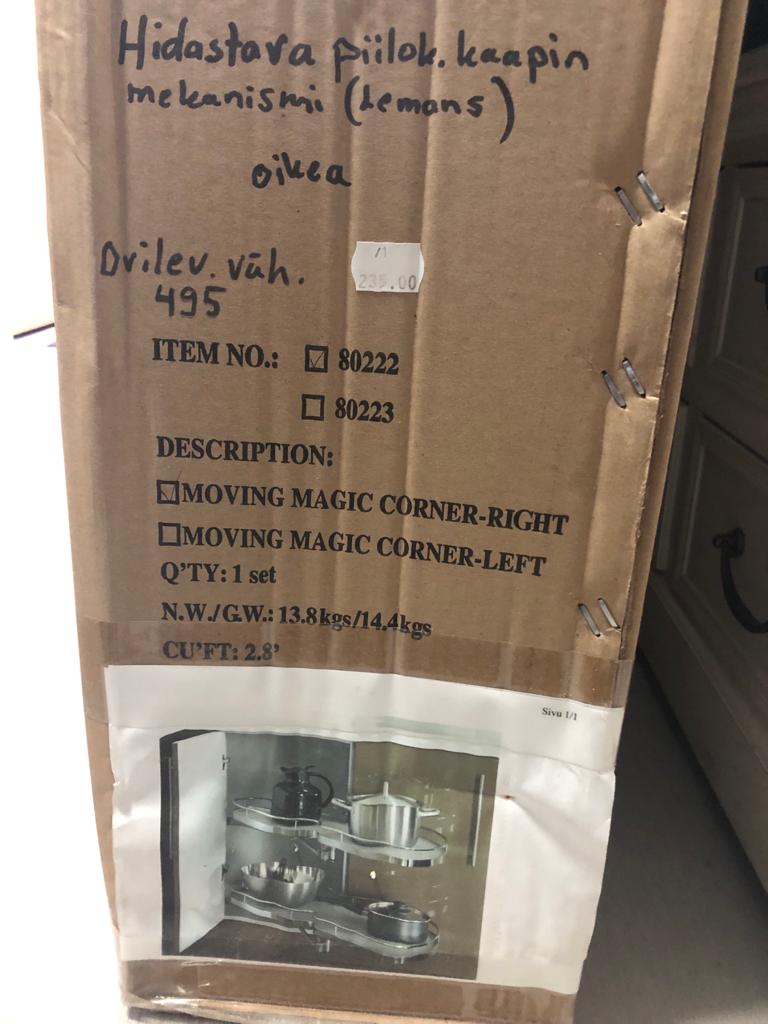 Hidastava piilok. kaapin
mekanismi (Lemans)
oikea
Ovilev. väh.
495
/1
235.00
ITEM NO.: ☑ 80222
☐ 80223
DESCRIPTION:
☑MOVING MAGIC CORNER-RIGHT
☐MOVING MAGIC CORNER-LEFT
Q'TY: 1 set
N.W./G.W.: 13.8kgs/14.4kgs
CU'FT: 2.8'
Sivu 1/1